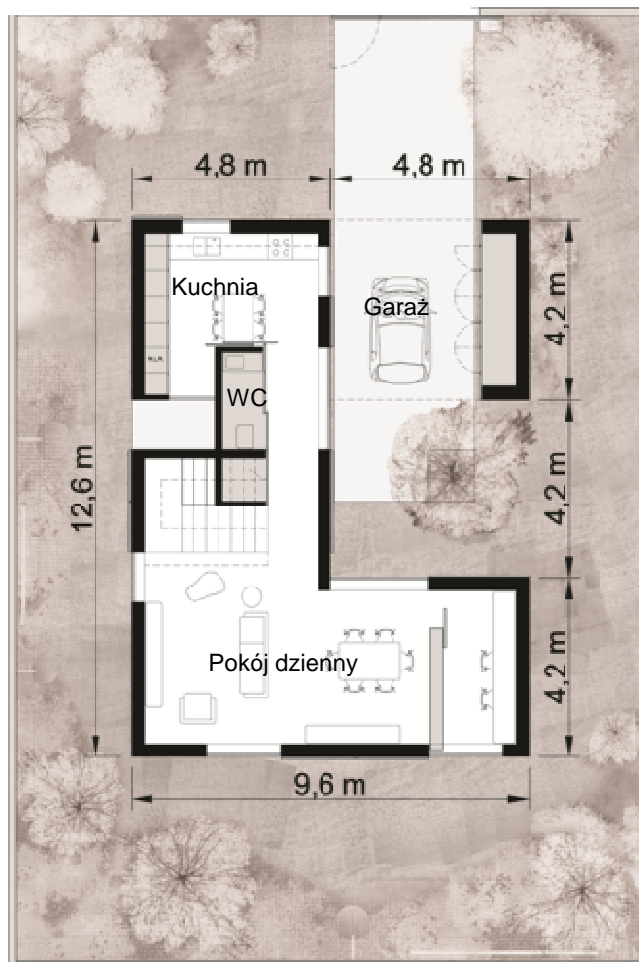 4,8 m
4,8 m
Kuchnia
Garaż
4,2 m
WC
12,6 m
4,2 m
Pokój dzienny
4,2 m
9,6 m